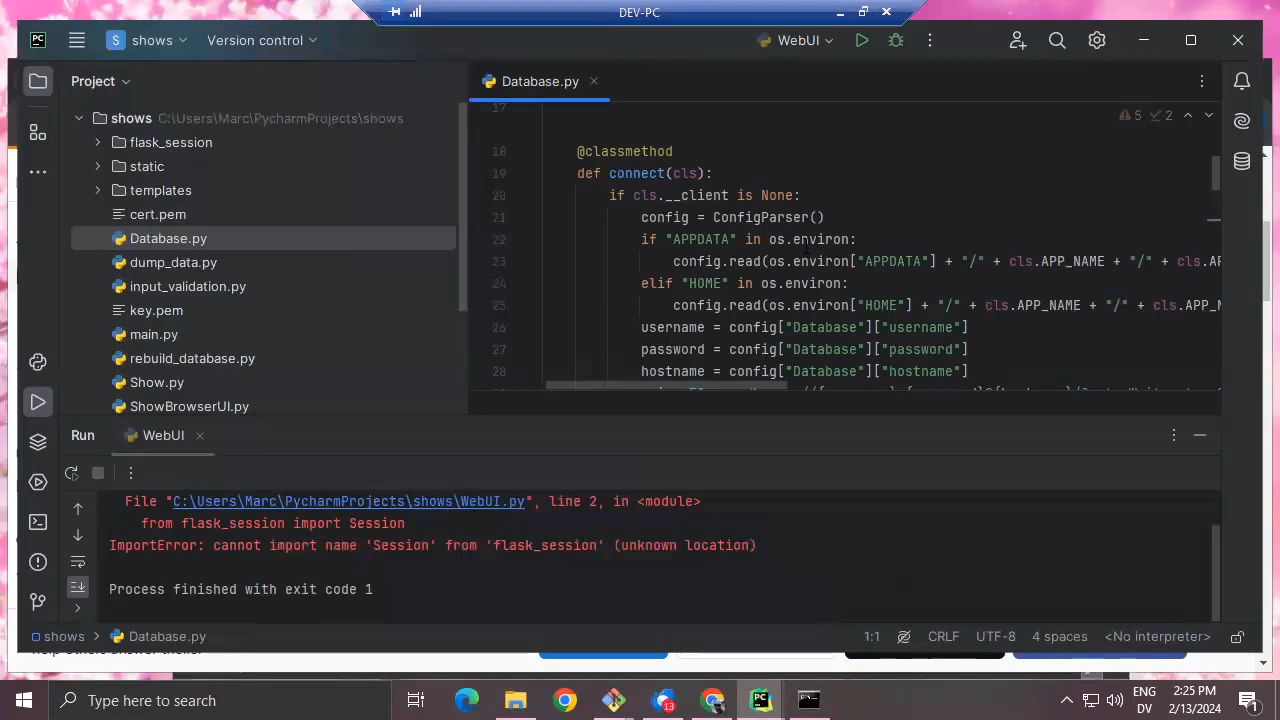 DEV-PC
PC
S shows
Version control
WebUI
Project
Database.py
shows C:\Users\Marc\PycharmProjects\shows
flask_session
static
templates
cert.pem
Database.py
dump_data.py
input_validation.py
key.pem
main.py
rebuild_database.py
Show.py
ShowBrowserUI.py
5 2
17
18 @classmethod
19 def connect(cls):
20 if cls.__client is None:
21 config = ConfigParser()
22 if "APPDATA" in os.environ:
23 config.read(os.environ["APPDATA"] + "/" + cls.APP_NAME + "/" + cls.AP
24 elif "HOME" in os.environ:
25 config.read(os.environ["HOME"] + "/" + cls.APP_NAME + "/" + cls.
26 username = config["Database"]["username"]
27 password = config["Database"]["password"]
28 hostname = config["Database"]["hostname"]
Run WebUI
File "C:\Users\Marc\PycharmProjects\shows\WebUI.py", line 2, in <module>
from flask_session import Session
ImportError: cannot import name 'Session' from 'flask_session' (unknown location)
Process finished with exit code 1
shows Database.py
1:1 CRLF UTF-8 4 spaces <No interpreter>
Type here to search
13
PC
ENG
DV
2:25 PM
2/13/2024
1